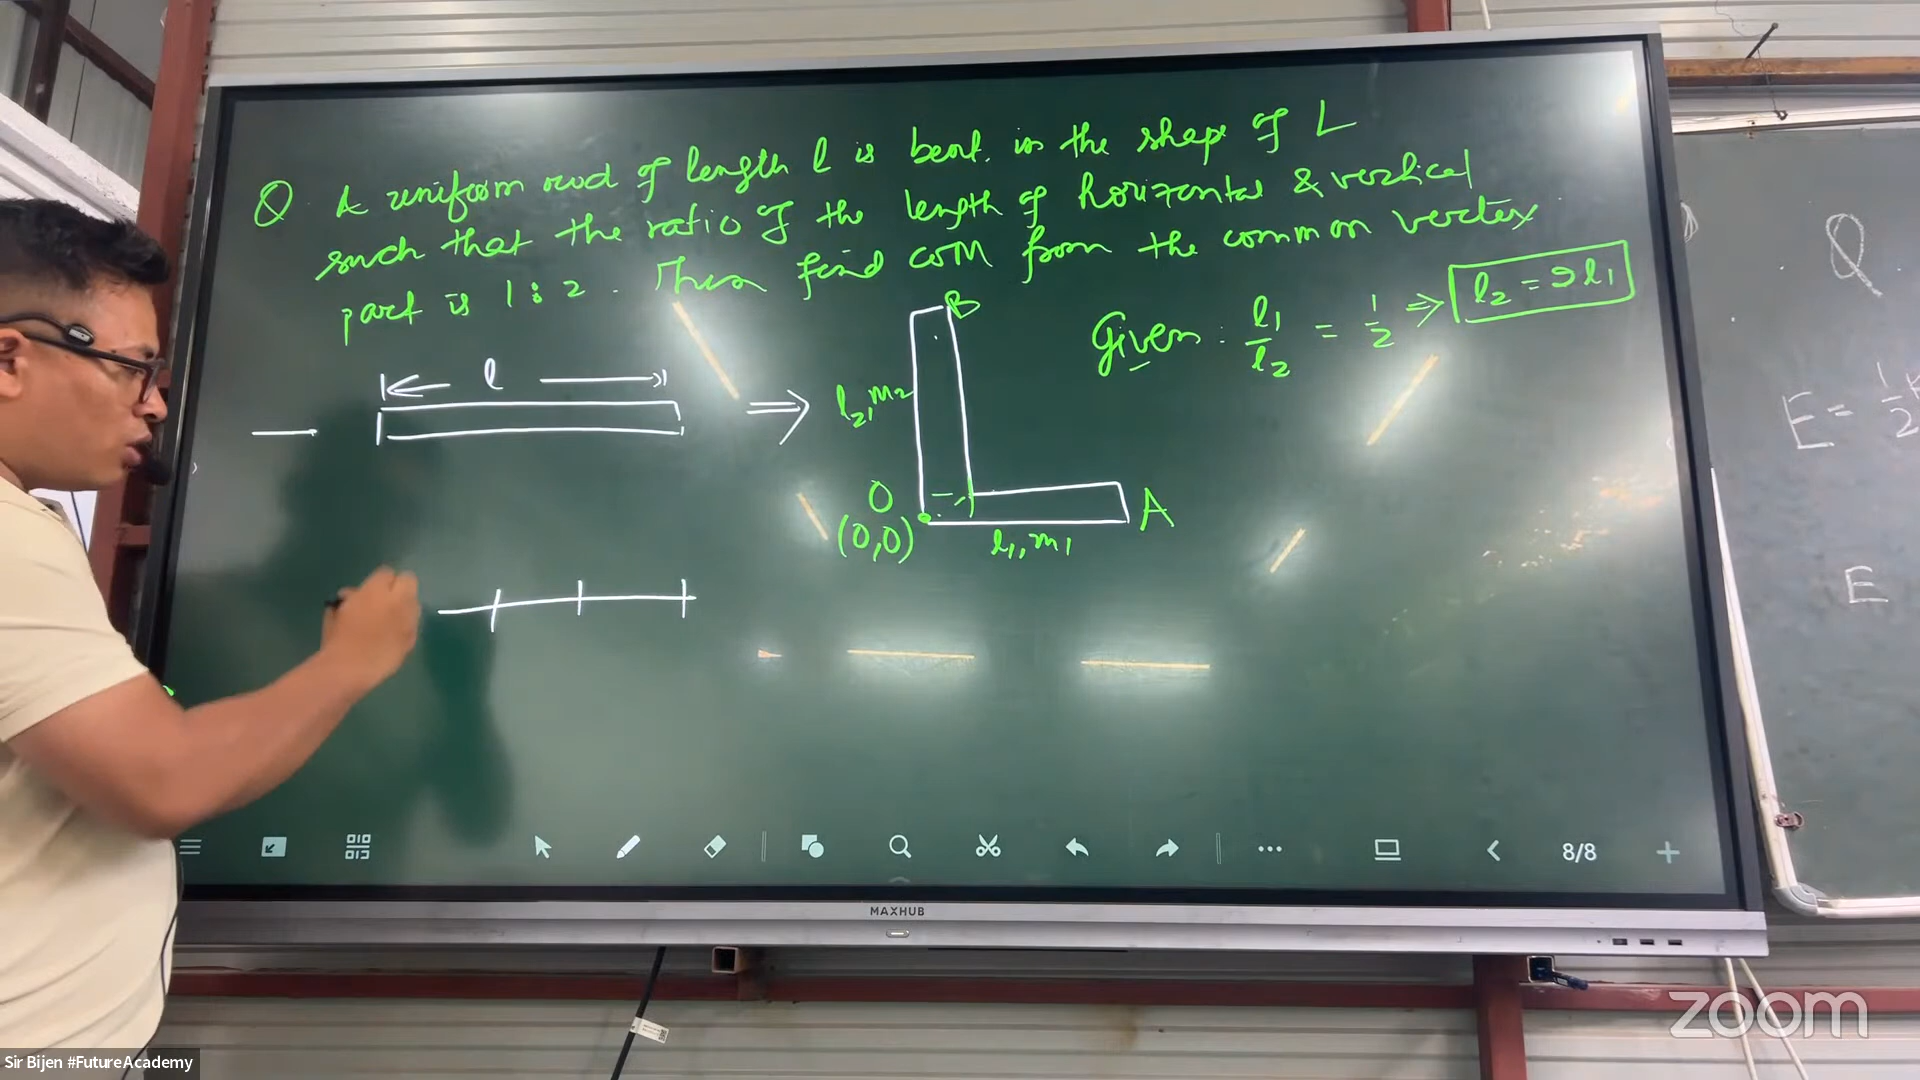 Q. A uniform rod of length l is bent in the shape of L
such that the ratio of the length of horizontal & vertical
part is 1 : 2 . Then find COM from the common vertex.
Given : l₁/l₂ = 1/2 ⇒ l₂ = 2l₁
l
⇒
B
l₂, m₂
O
(0,0)
A
l₁, m₁
Q
E = 1/2
E
8/8
MAXHUB
zoom
Sir Bijen #FutureAcademy